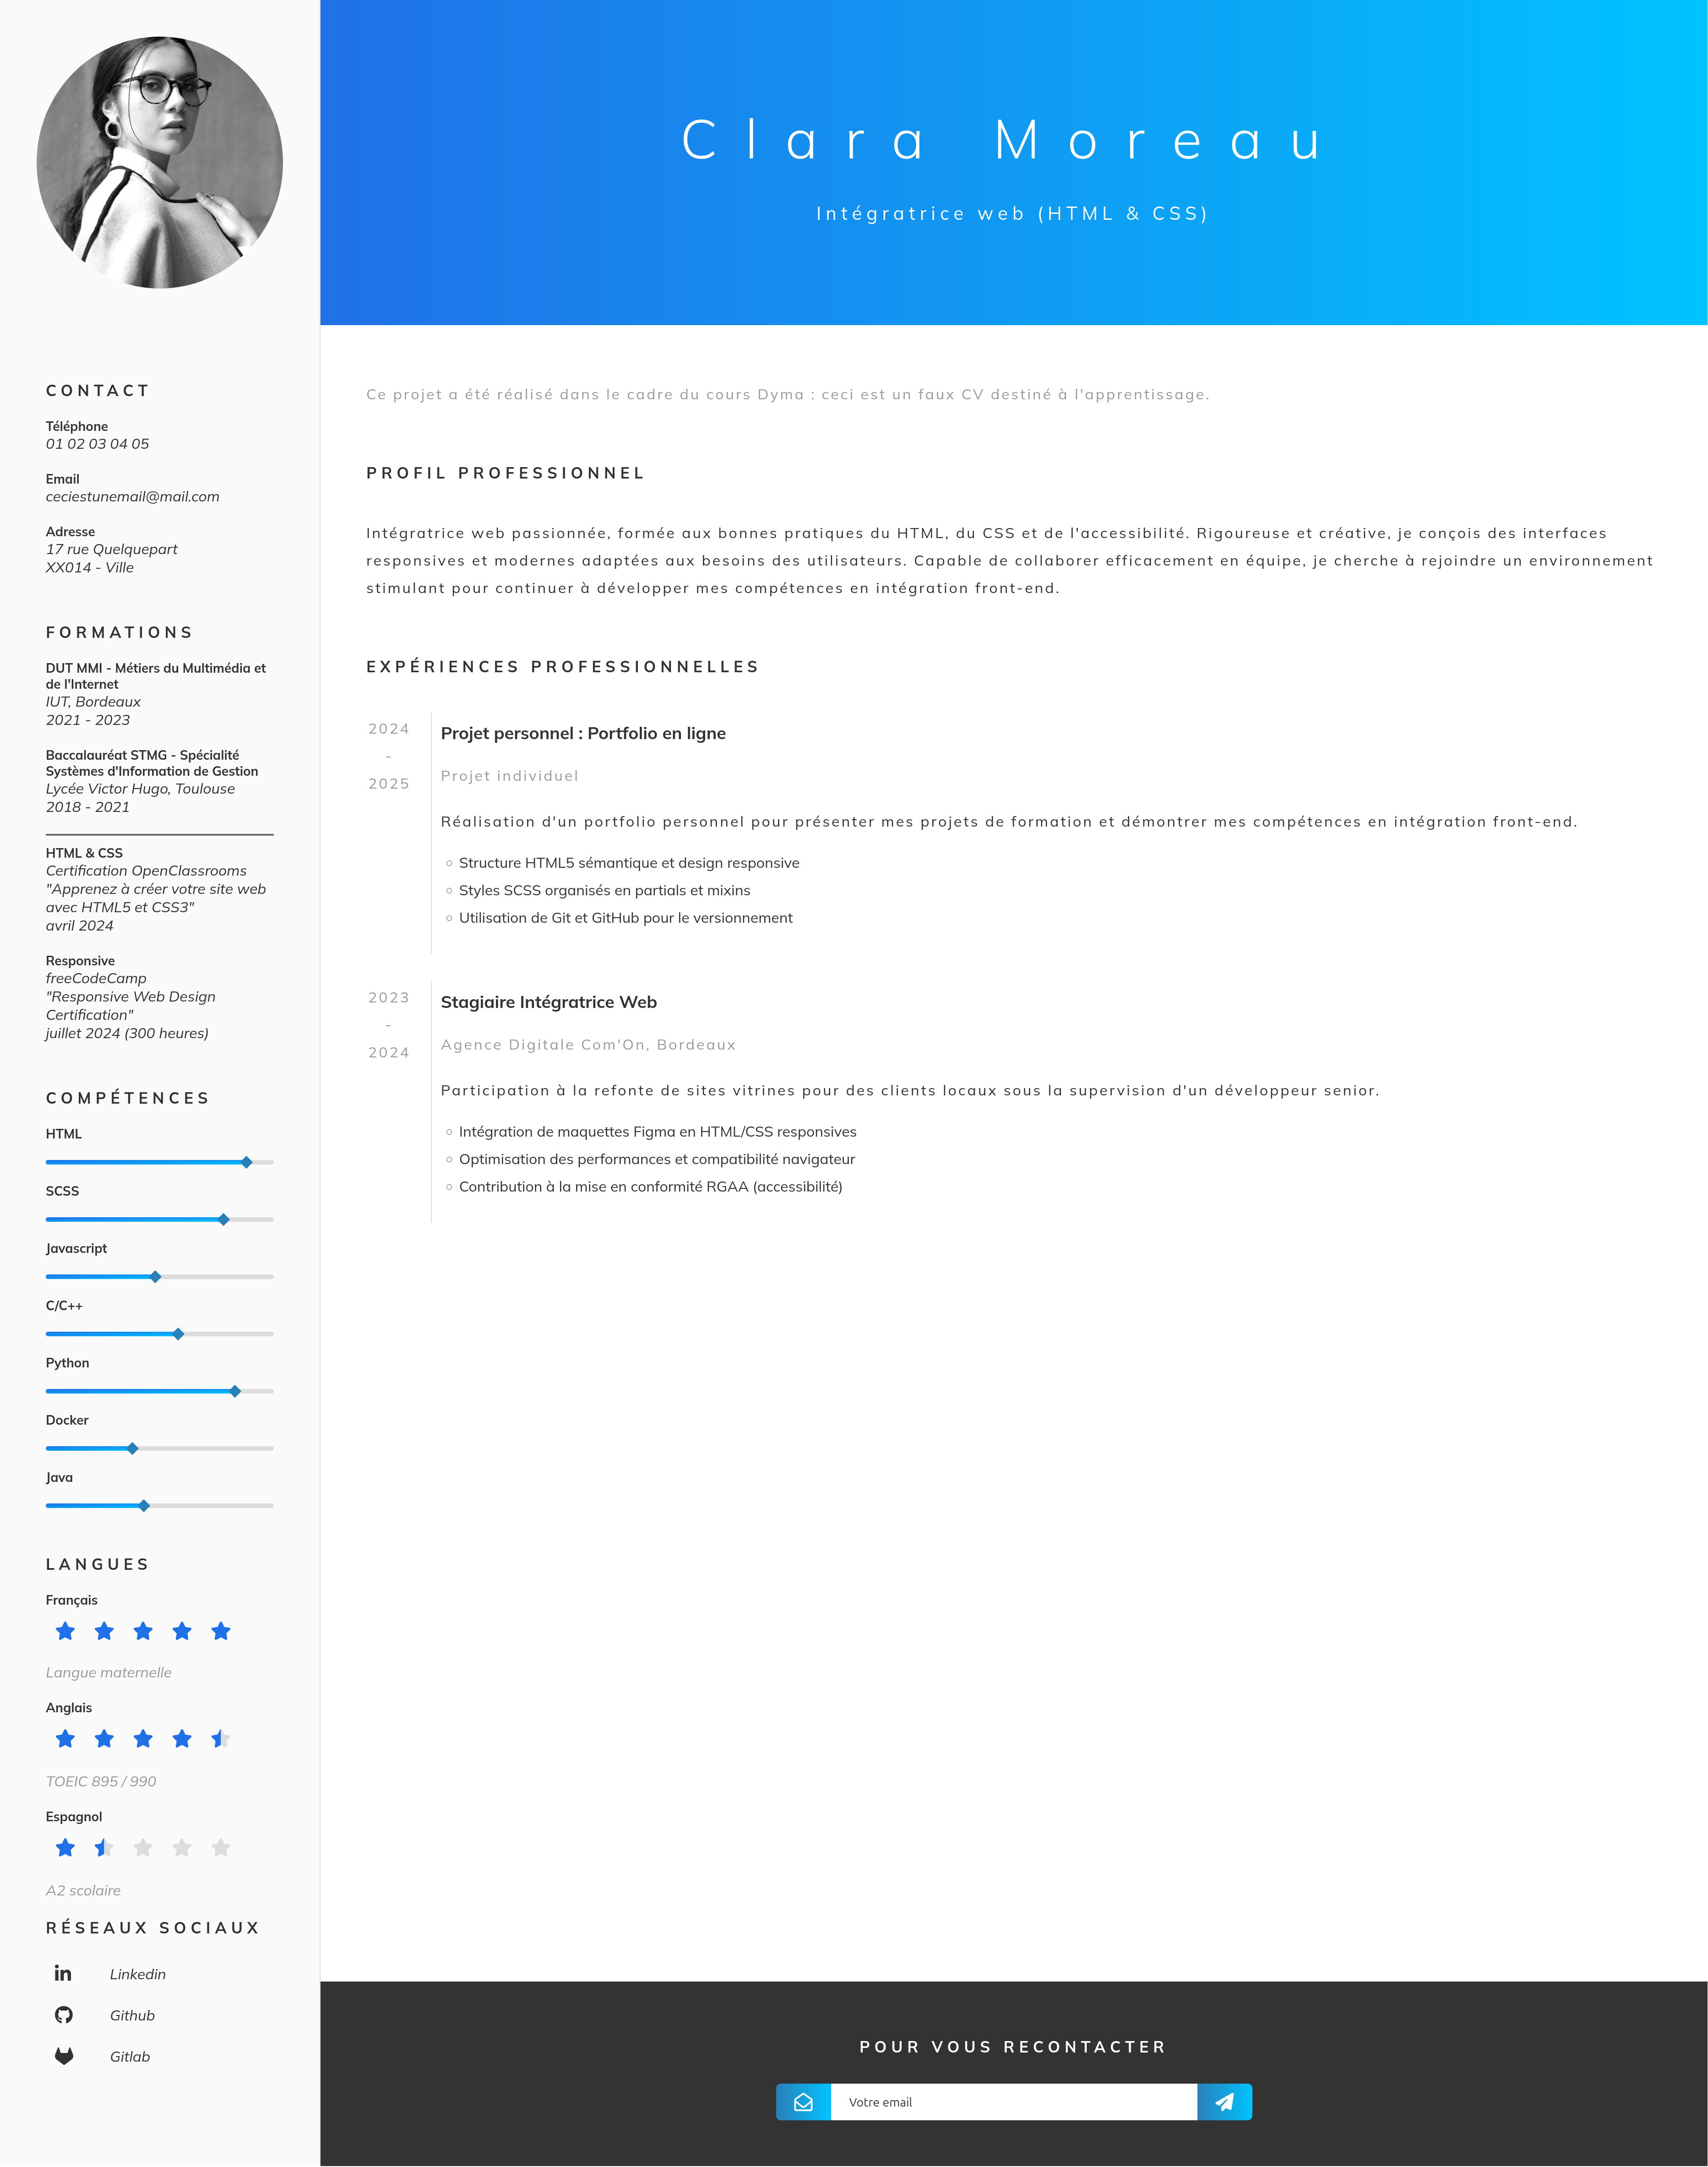 Clara Moreau
Intégratrice web (HTML & CSS)
CONTACT
Téléphone
01 02 03 04 05
Email
ceciestunemail@mail.com
Adresse
17 rue Quelquepart
XX014 - Ville
FORMATIONS
DUT MMI - Métiers du Multimédia et
de l'Internet
IUT, Bordeaux
2021 - 2023
Baccalauréat STMG - Spécialité
Systèmes d'Information de Gestion
Lycée Victor Hugo, Toulouse
2018 - 2021
HTML & CSS
Certification OpenClassrooms
"Apprenez à créer votre site web
avec HTML5 et CSS3"
avril 2024
Responsive
freeCodeCamp
"Responsive Web Design
Certification"
juillet 2024 (300 heures)
COMPÉTENCES
HTML
SCSS
Javascript
C/C++
Python
Docker
Java
LANGUES
Français
Langue maternelle
Anglais
TOEIC 895 / 990
Espagnol
A2 scolaire
RÉSEAUX SOCIAUX
Linkedin
Github
Gitlab
Ce projet a été réalisé dans le cadre du cours Dyma : ceci est un faux CV destiné à l'apprentissage.
PROFIL PROFESSIONNEL
Intégratrice web passionnée, formée aux bonnes pratiques du HTML, du CSS et de l'accessibilité. Rigoureuse et créative, je conçois des interfaces
responsives et modernes adaptées aux besoins des utilisateurs. Capable de collaborer efficacement en équipe, je cherche à rejoindre un environnement
stimulant pour continuer à développer mes compétences en intégration front-end.
EXPÉRIENCES PROFESSIONNELLES
2024
-
2025
Projet personnel : Portfolio en ligne
Projet individuel
Réalisation d'un portfolio personnel pour présenter mes projets de formation et démontrer mes compétences en intégration front-end.
Structure HTML5 sémantique et design responsive
Styles SCSS organisés en partials et mixins
Utilisation de Git et GitHub pour le versionnement
2023
-
2024
Stagiaire Intégratrice Web
Agence Digitale Com'On, Bordeaux
Participation à la refonte de sites vitrines pour des clients locaux sous la supervision d'un développeur senior.
Intégration de maquettes Figma en HTML/CSS responsives
Optimisation des performances et compatibilité navigateur
Contribution à la mise en conformité RGAA (accessibilité)
POUR VOUS RECONTACTER
Votre email